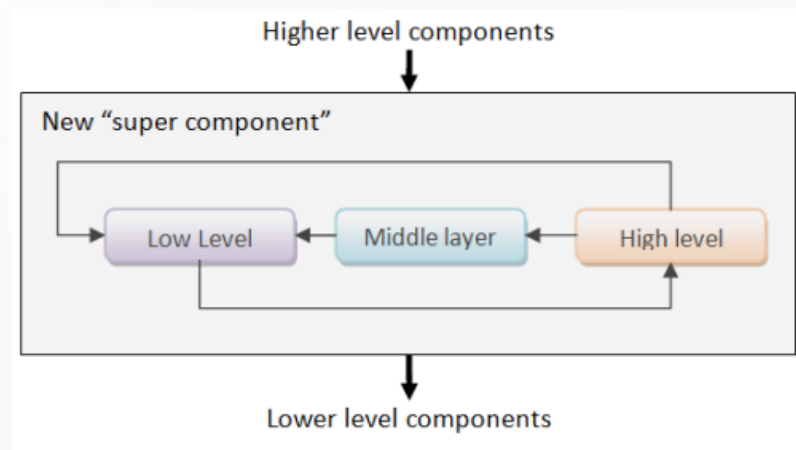 Higher level components
New “super component”
Low Level
Middle layer
High level
Lower level components